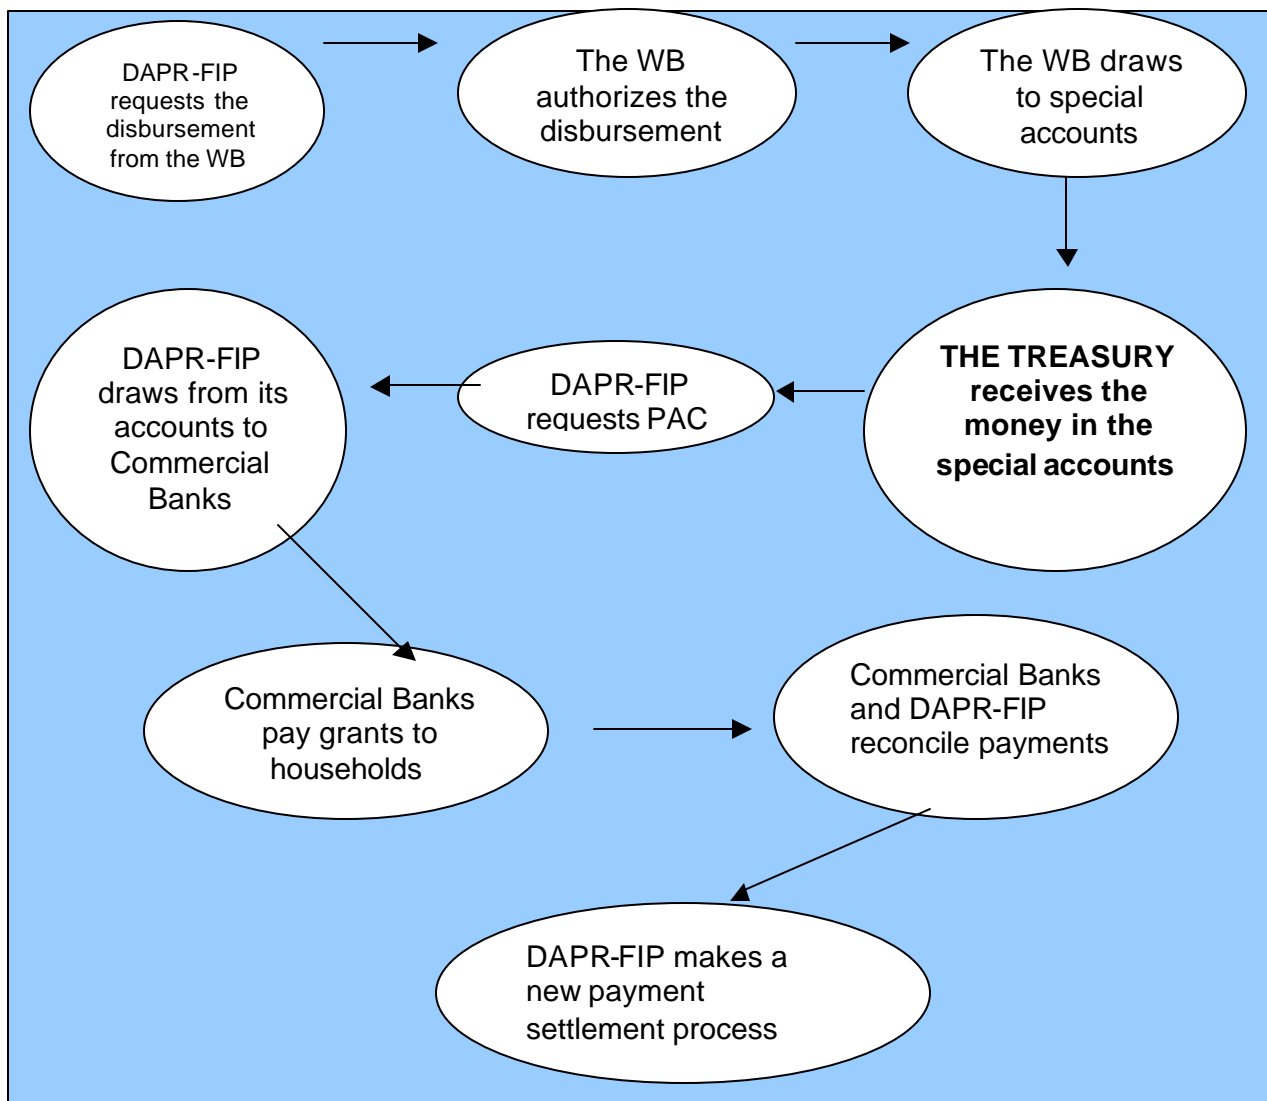 DAPR-FIP
requests the
disbursement
from the WB
The WB
authorizes the
disbursement
The WB draws
to special
accounts
THE TREASURY
receives the
money in the
special accounts
DAPR-FIP
requests PAC
DAPR-FIP
draws from its
accounts to
Commercial
Banks
Commercial Banks
pay grants to
households
Commercial Banks
and DAPR-FIP
reconcile payments
DAPR-FIP makes a
new payment
settlement process